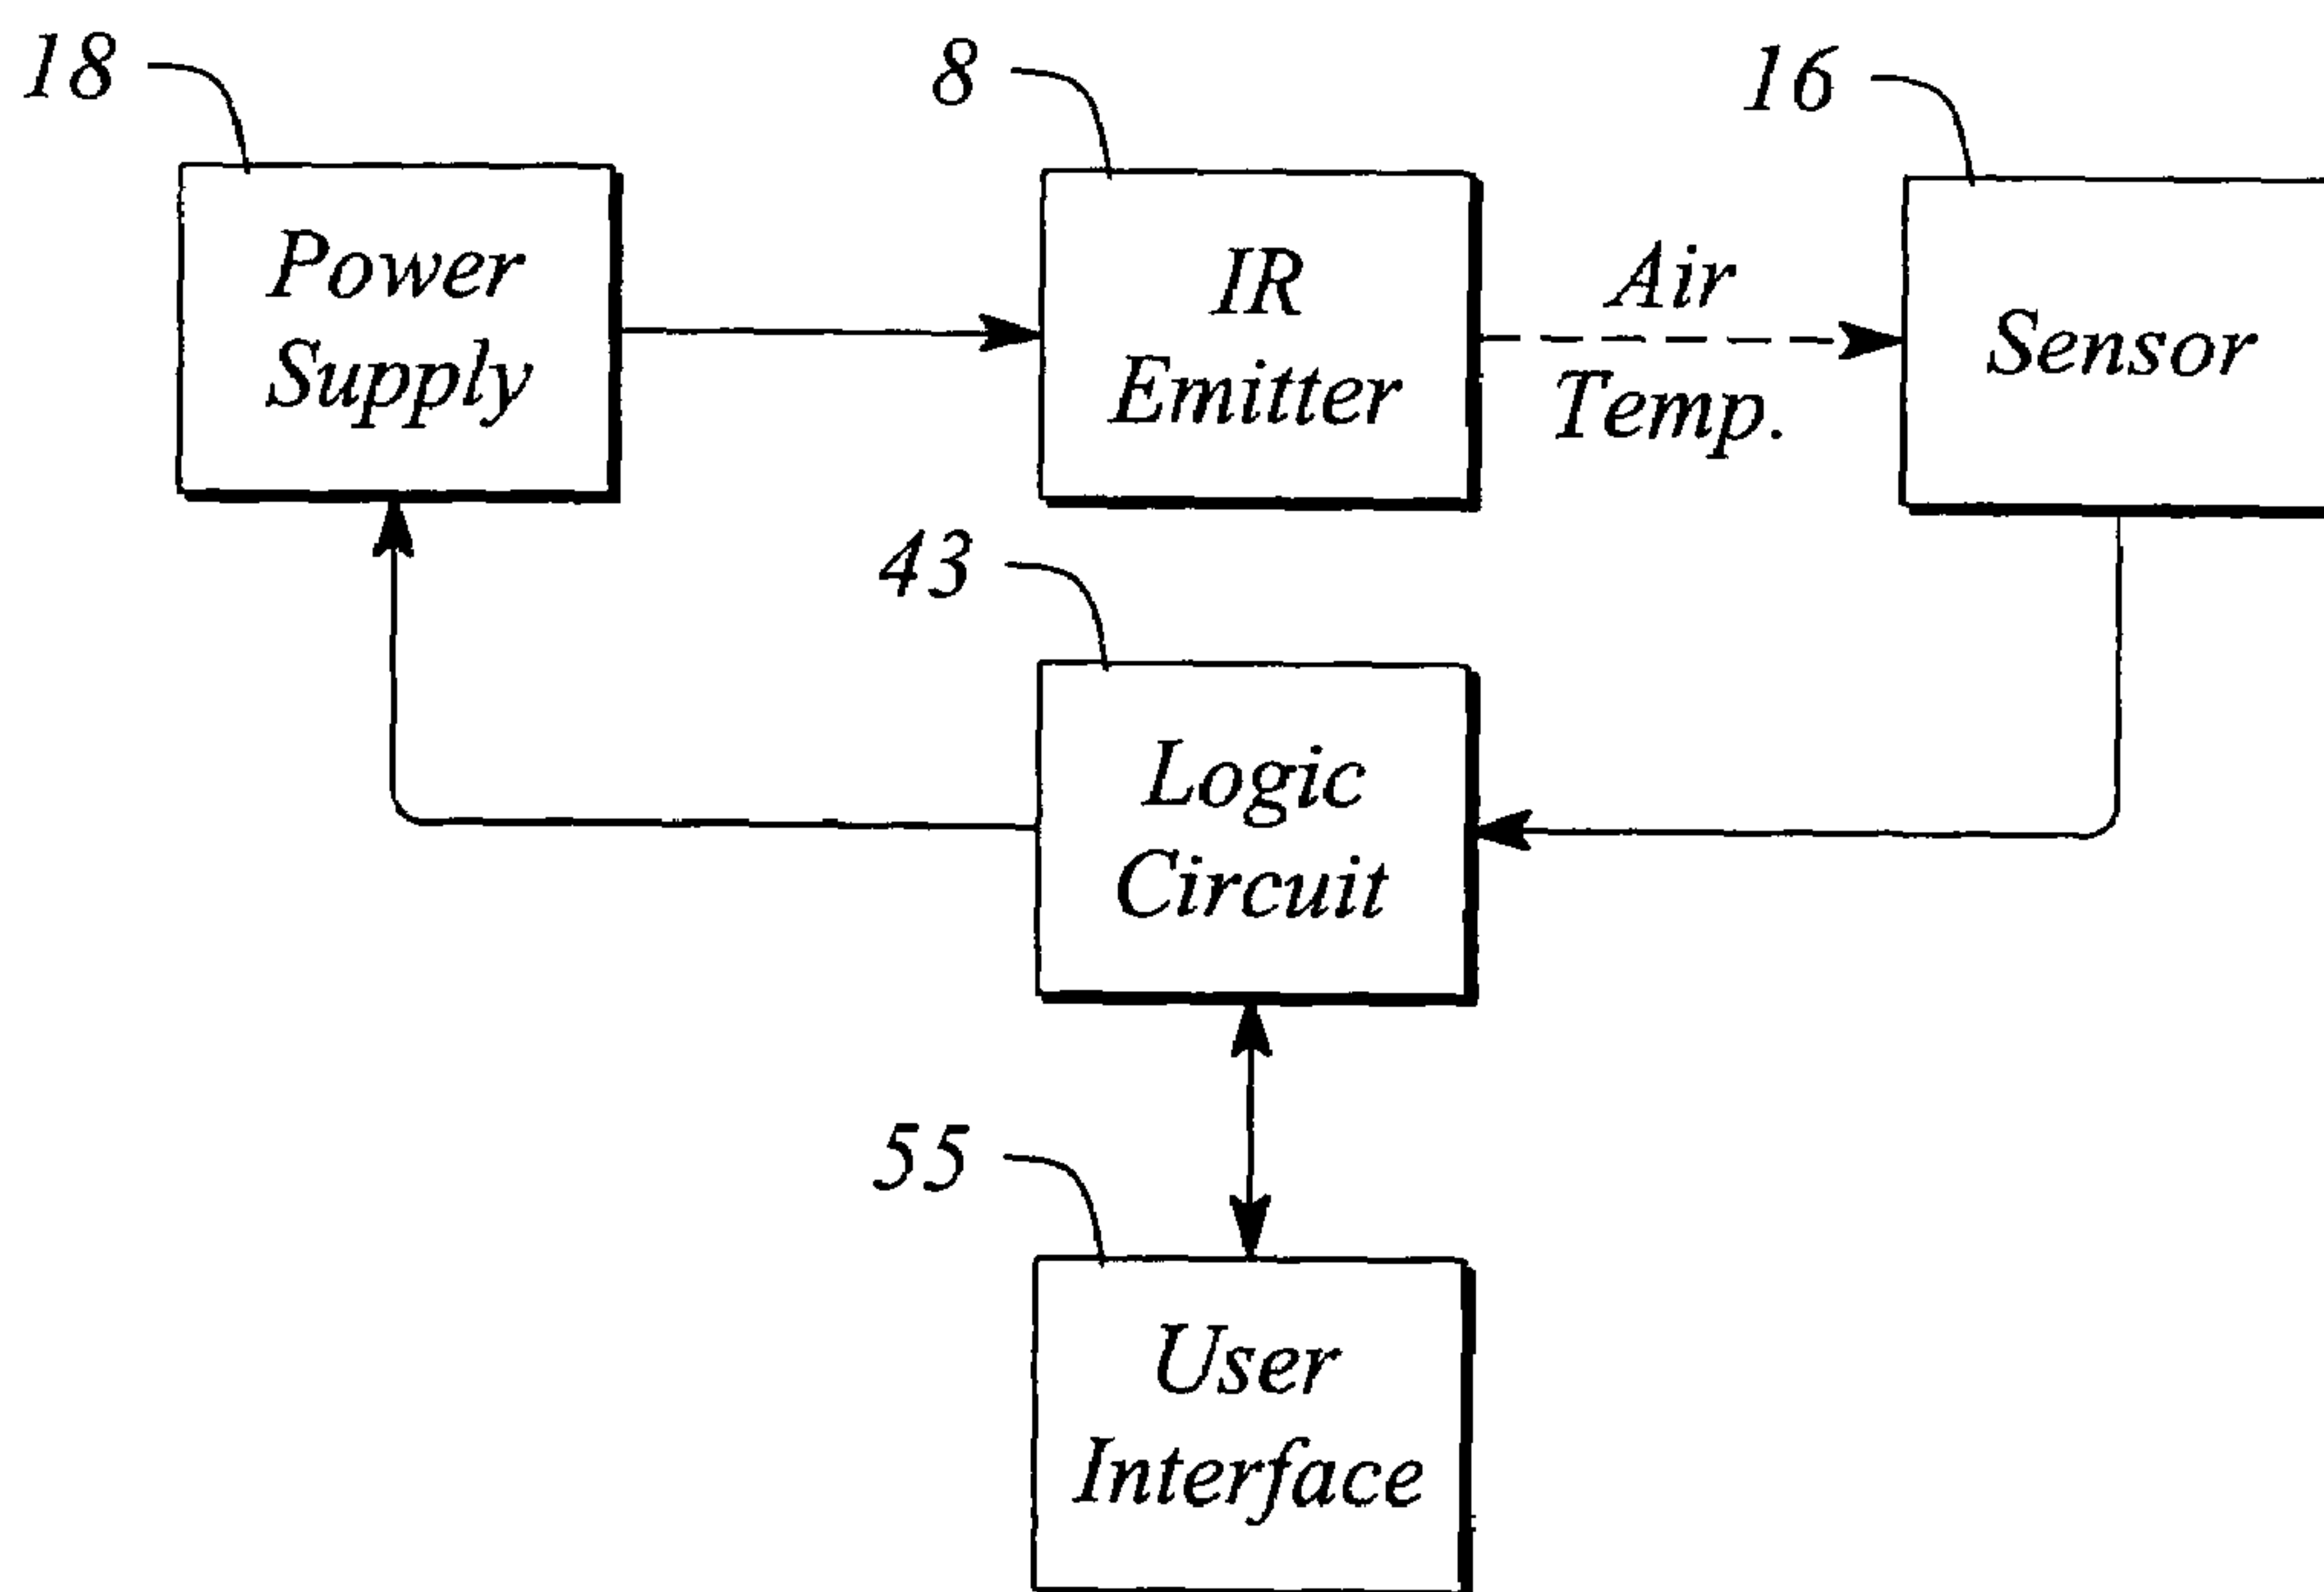 18
8
16
Power
Supply
IR
Emitter
Air
Temp.
Sensor
43
Logic
Circuit
55
User
Interface